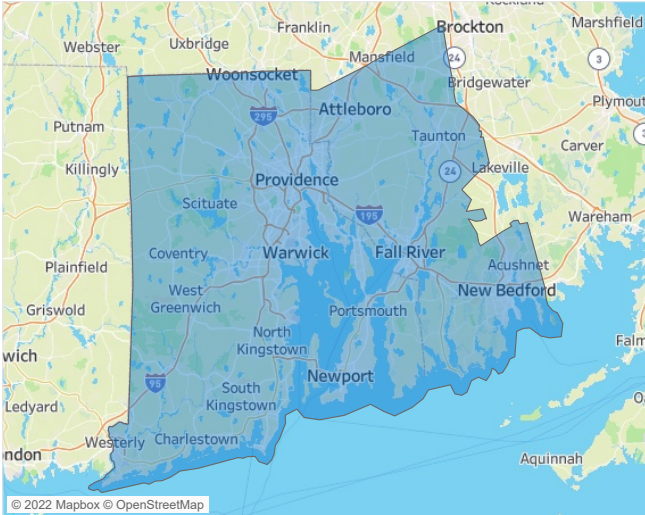 Franklin
Brockton
Marshfield
Webster
Uxbridge
Mansfield
24
3
Woonsocket
Bridgewater
295
Attleboro
Plymout
Putnam
Taunton
Carver
Killingly
24
Lakeville
Providence
Scituate
195
Wareham
Coventry
Warwick
Fall River
Plainfield
Acushnet
West
Greenwich
New Bedford
Griswold
Portsmouth
North
Kingstown
Falm
wich
Newport
95
South
Kingstown
Ledyard
Westerly
Charlestown
ndon
Aquinnah
© 2022 Mapbox © OpenStreetMap